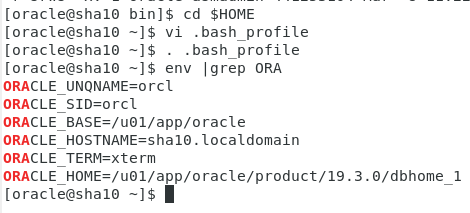 [oracle@sha10 bin]$ cd $HOME
[oracle@sha10 ~]$ vi .bash_profile
[oracle@sha10 ~]$ . .bash_profile
[oracle@sha10 ~]$ env |grep ORA
ORACLE_UNQNAME=orcl
ORACLE_SID=orcl
ORACLE_BASE=/u01/app/oracle
ORACLE_HOSTNAME=sha10.localdomain
ORACLE_TERM=xterm
ORACLE_HOME=/u01/app/oracle/product/19.3.0/dbhome_1
[oracle@sha10 ~]$